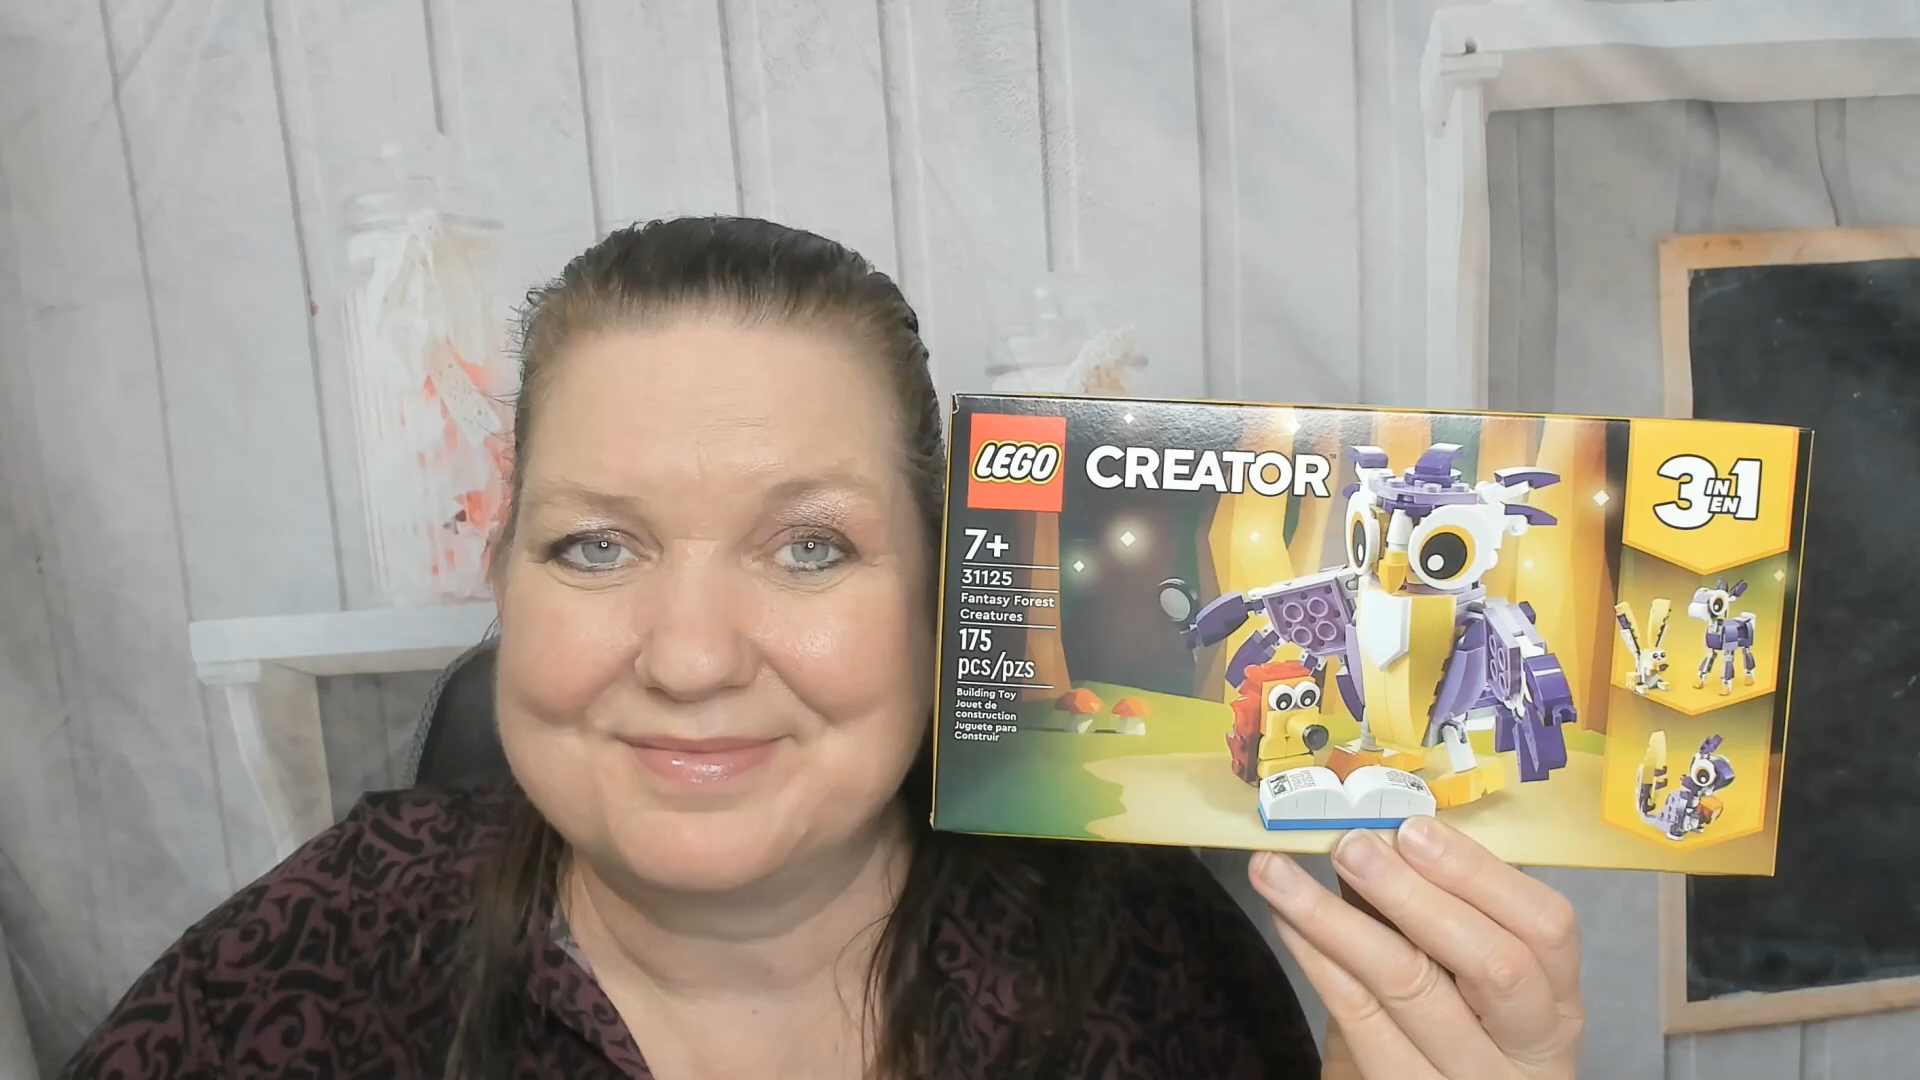 LEGO CREATOR
3 IN EN 1
7+
31125
Fantasy Forest
Creatures
175
pcs/pzs
Building Toy
Jouet de
construction
Juguete para
Construir